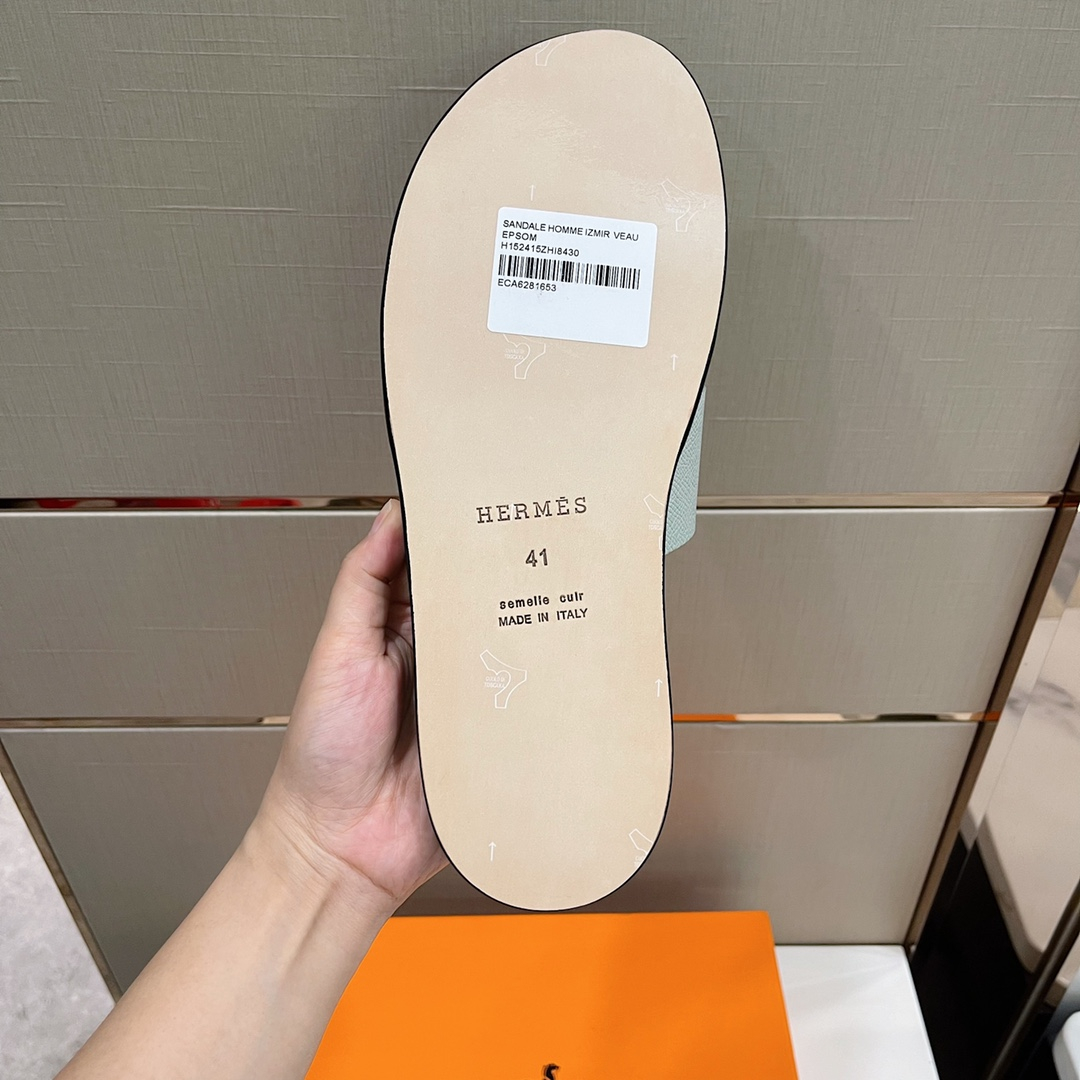 SANDALE HOMME IZMIR VEAU
EPSOM
H152415ZHI8430
ECA6281653
HERMÈS
41
semelle cuir
MADE IN ITALY